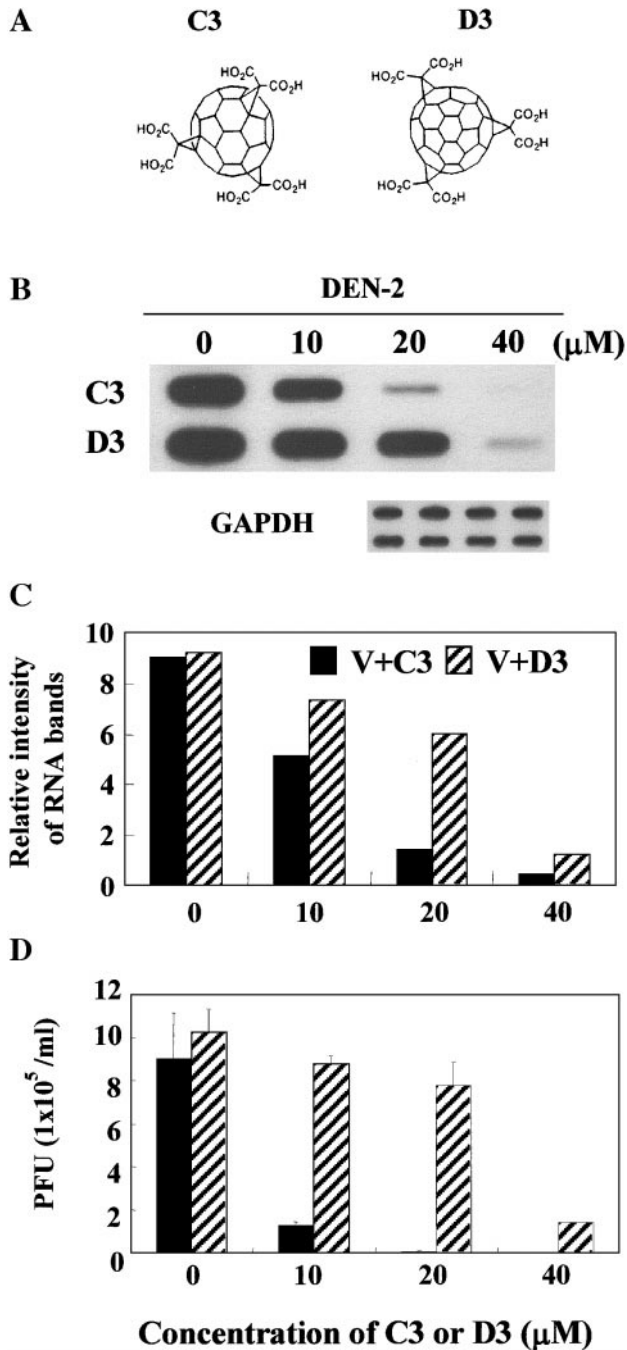 A
C3
D3
HO₂C
CO₂H
HO₂C
HO₂C
HO₂C
CO₂H
HO₂C
CO₂H
CO₂H
CO₂H
HO₂C
CO₂H
B
DEN-2
0 10 20 40 (μM)
C3
D3
GAPDH
C
Relative intensity
of RNA bands
10
8
6
4
2
0
V+C3 V+D3
0 10 20 40
D
PFU (1x10⁵ /ml)
12
10
8
6
4
2
0
0 10 20 40
Concentration of C3 or D3 (μM)